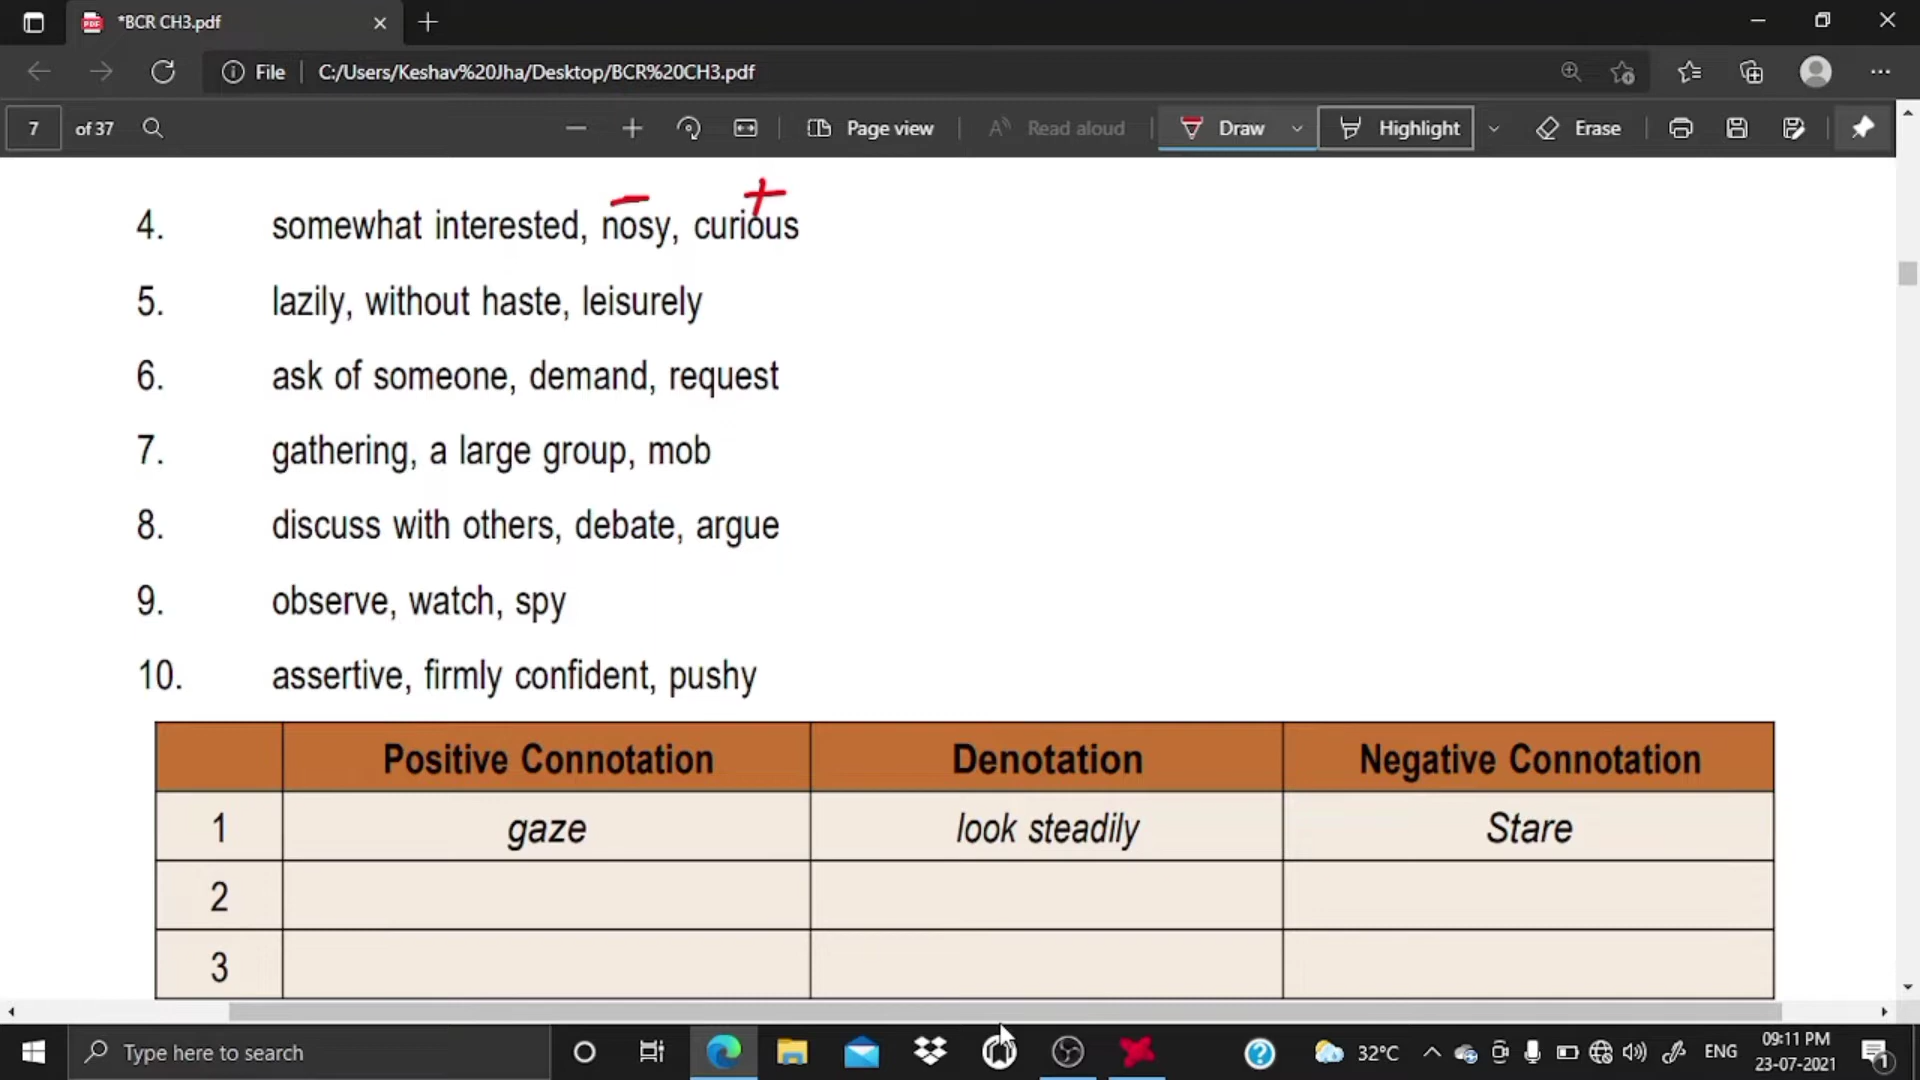 *BCR CH3.pdf
File C:/Users/Keshav%20Jha/Desktop/BCR%20CH3.pdf
7 of 37 Page view Read aloud Draw Highlight Erase
4. somewhat interested, nosy, curious
5. lazily, without haste, leisurely
6. ask of someone, demand, request
7. gathering, a large group, mob
8. discuss with others, debate, argue
9. observe, watch, spy
10. assertive, firmly confident, pushy
Positive Connotation Denotation Negative Connotation
1 gaze look steadily Stare
2
3
Type here to search 32°C ENG 09:11 PM
23-07-2021 1